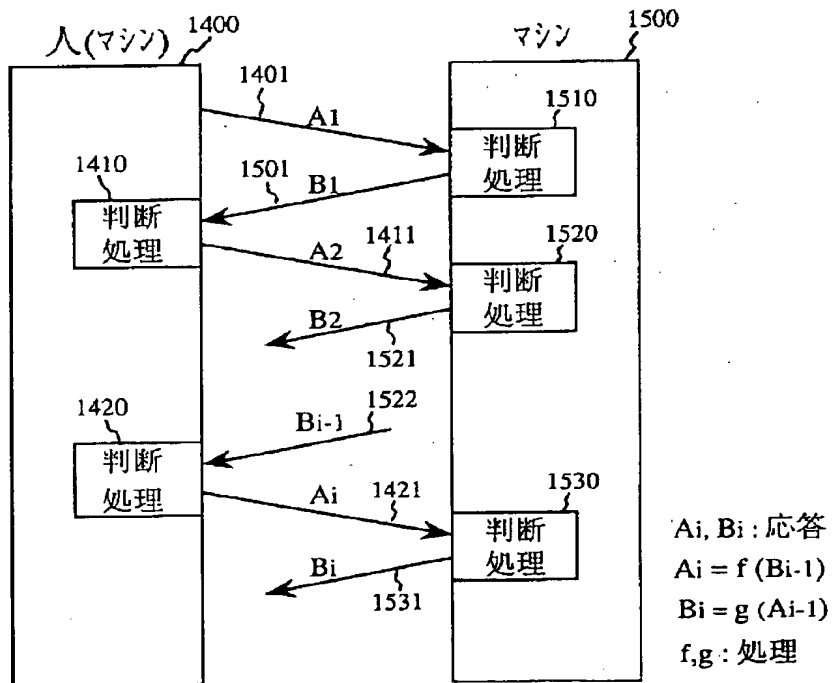 人(マシン)
1400
マシン
1500
1401
A1
1510
判断
処理
1410
1501
B1
判断
処理
A2
1411
1520
判断
処理
B2
1521
1522
Bi-1
1420
判断
処理
Ai
1421
1530
判断
処理
Bi
1531
Ai, Bi : 応答
Ai = f (Bi-1)
Bi = g (Ai-1)
f,g : 処理